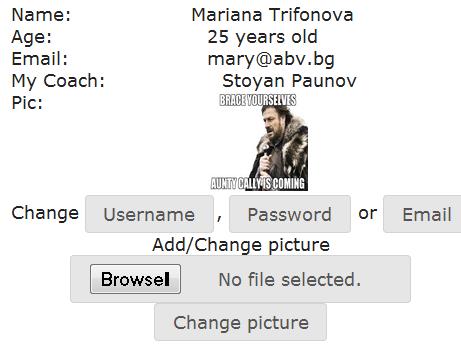 Name: Mariana Trifonova
Age: 25 years old
Email: mary@abv.bg
My Coach: Stoyan Paunov
Pic:
BRACE YOURSELVES
AUNTY CALLY IS COMING
Change Username , Password or Email
Add/Change picture
Browse… No file selected.
Change picture